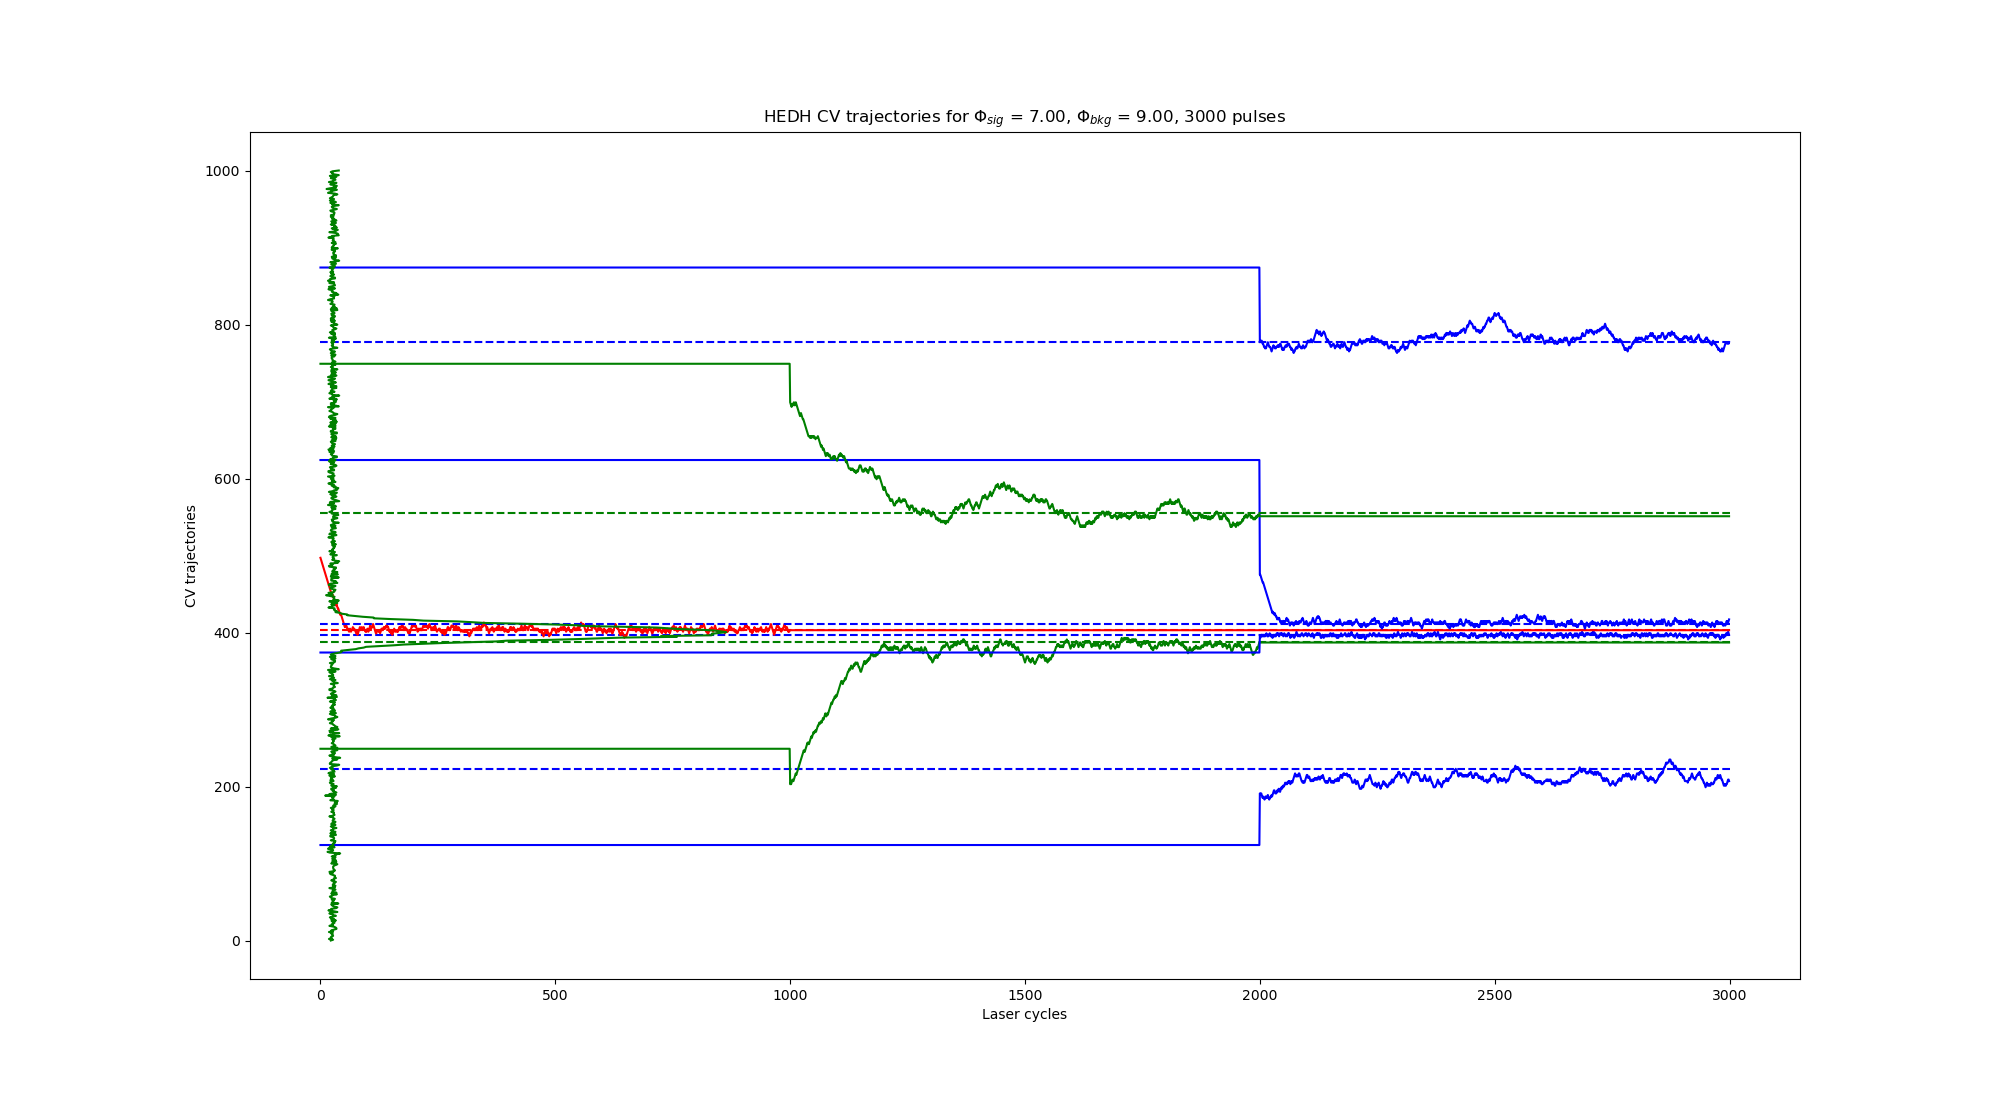 HEDH CV trajectories for Φsig = 7.00, Φbkg = 9.00, 3000 pulses
1000
800
600
400
200
0
CV trajectories
0 500 1000 1500 2000 2500 3000
Laser cycles